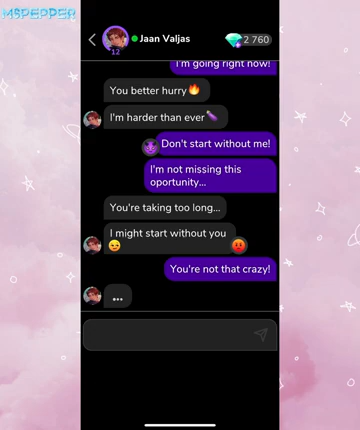 MSPEPPER
Jaan Valjas
12
2 760
I'm going right now!
You better hurry🔥
I'm harder than ever🍆
Don't start without me!
I'm not missing this
oportunity...
You're taking too long...
I might start without you
😏
You're not that crazy!
...